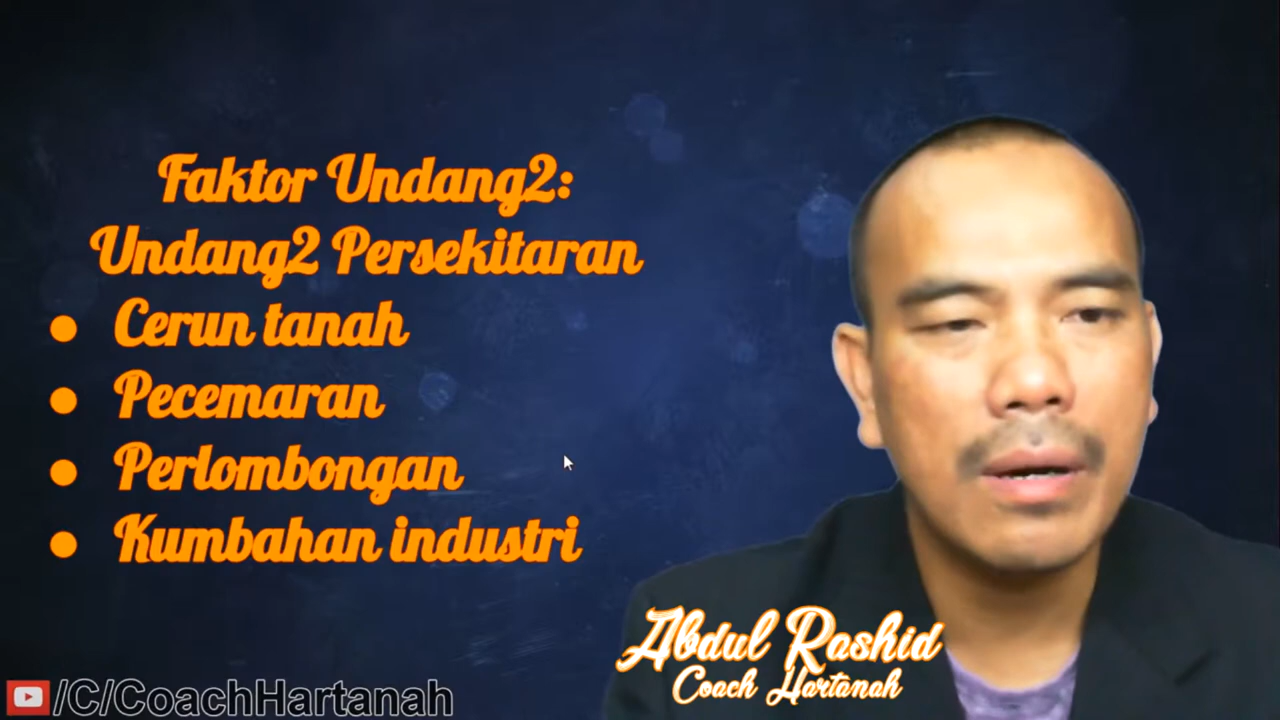 Faktor Undang2:
Undang2 Persekitaran
• Cerun tanah
• Pecemaran
• Perlombongan
• Kumbahan industri
Abdul Rashid
Coach Hartanah
/C/CoachHartanah